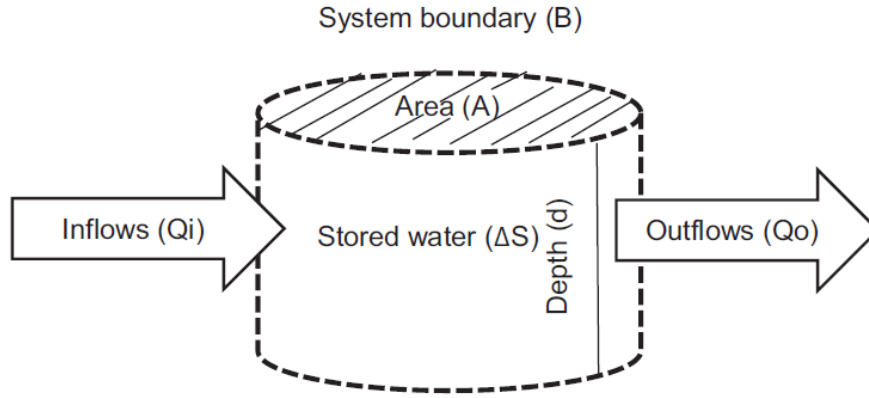 System boundary (B)
Area (A)
Inflows (Qi)
Stored water (ΔS)
Depth (d)
Outflows (Qo)